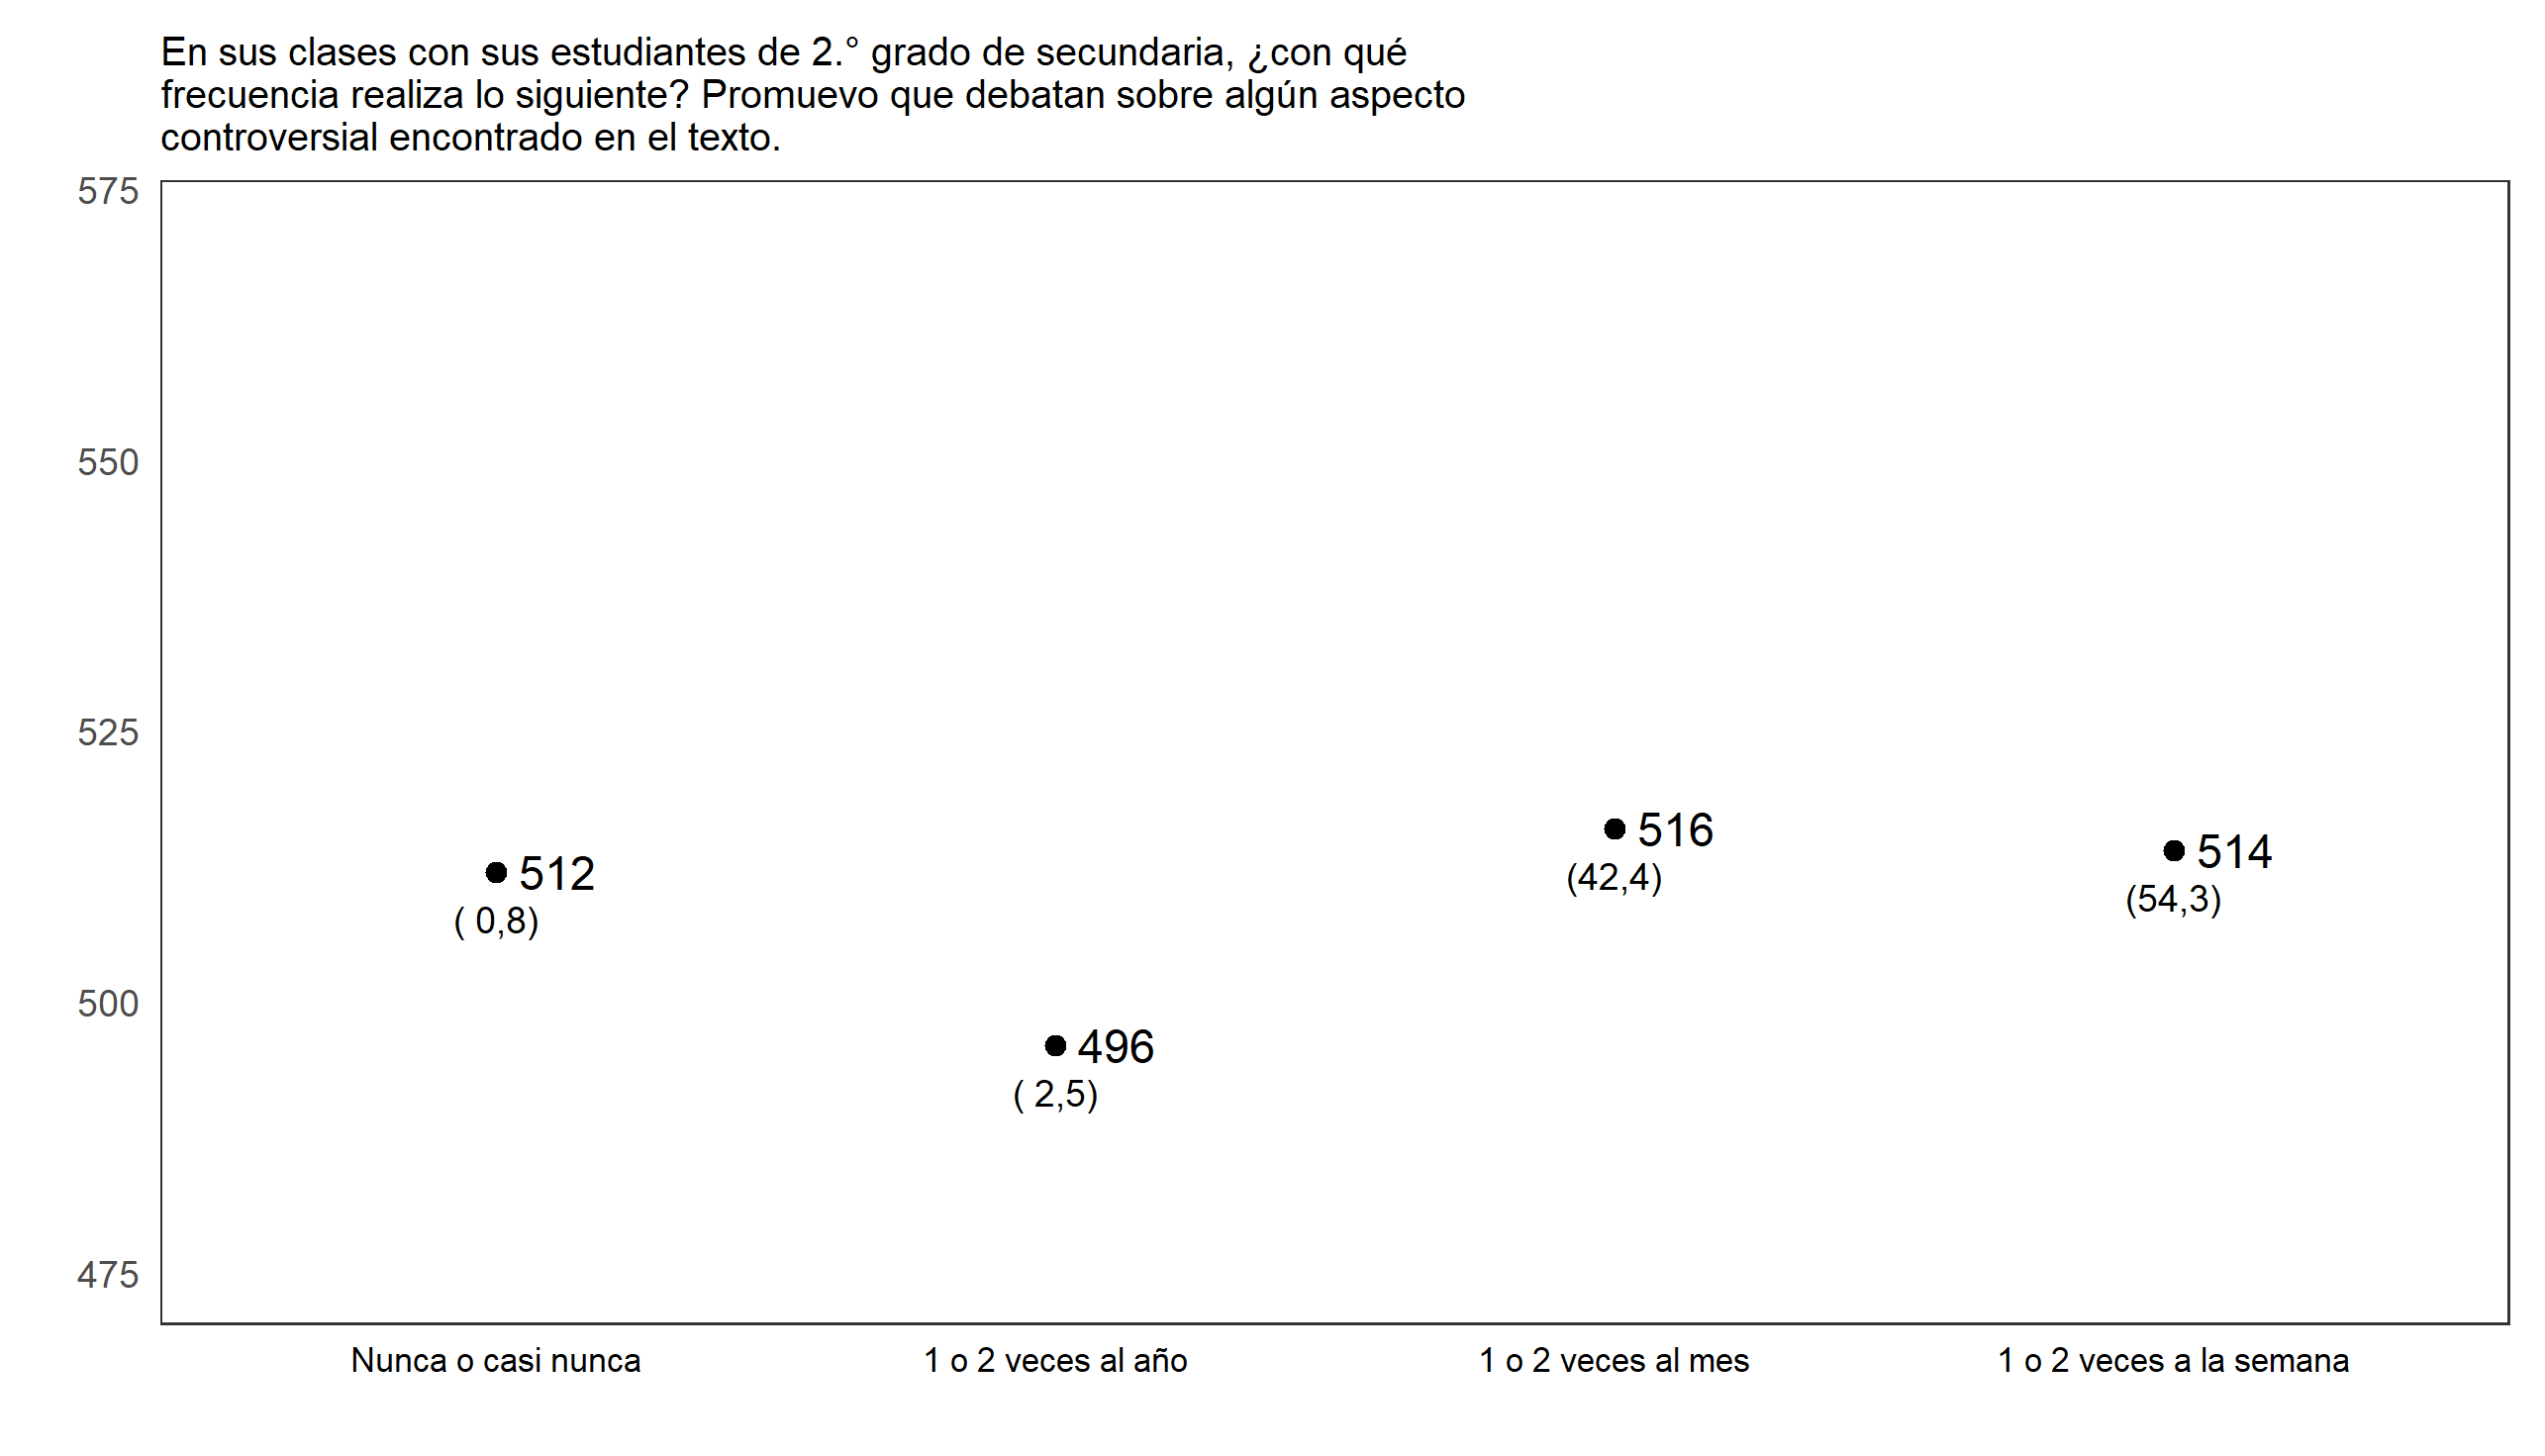 En sus clases con sus estudiantes de 2.° grado de secundaria, ¿con qué
frecuencia realiza lo siguiente? Promuevo que debatan sobre algún aspecto
controversial encontrado en el texto.
575
550
525
500
475
512
( 0,8)
496
( 2,5)
516
(42,4)
514
(54,3)
Nunca o casi nunca
1 o 2 veces al año
1 o 2 veces al mes
1 o 2 veces a la semana